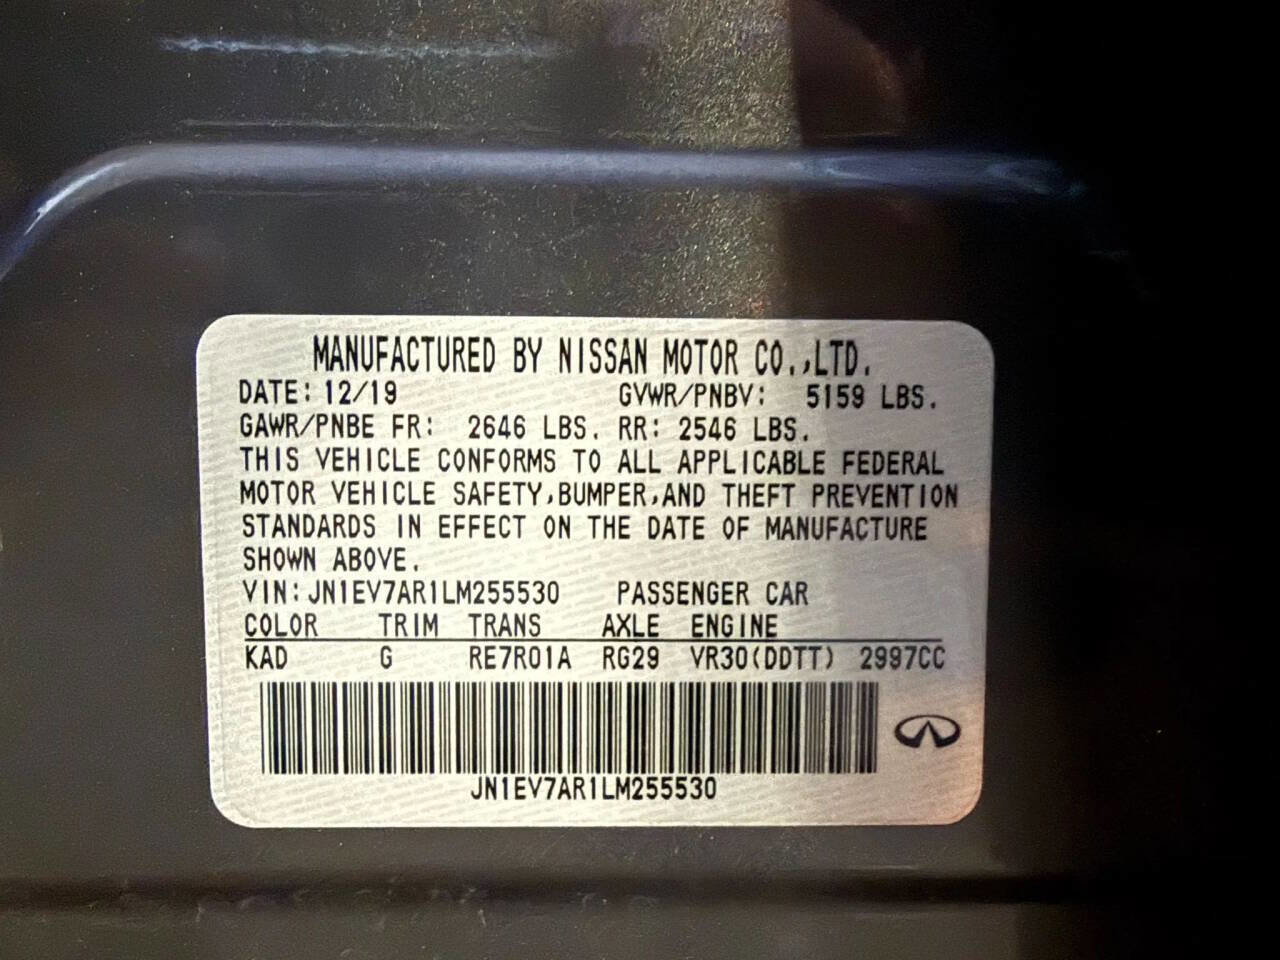 MANUFACTURED BY NISSAN MOTOR CO.,LTD.
DATE: 12/19 GVWR/PNBV: 5159 LBS.
GAWR/PNBE FR: 2646 LBS. RR: 2546 LBS.
THIS VEHICLE CONFORMS TO ALL APPLICABLE FEDERAL
MOTOR VEHICLE SAFETY,BUMPER,AND THEFT PREVENTION
STANDARDS IN EFFECT ON THE DATE OF MANUFACTURE
SHOWN ABOVE.
VIN: JN1EV7AR1LM255530 PASSENGER CAR
COLOR TRIM TRANS AXLE ENGINE
KAD G RE7R01A RG29 VR30(DDTT) 2997CC
JN1EV7AR1LM255530